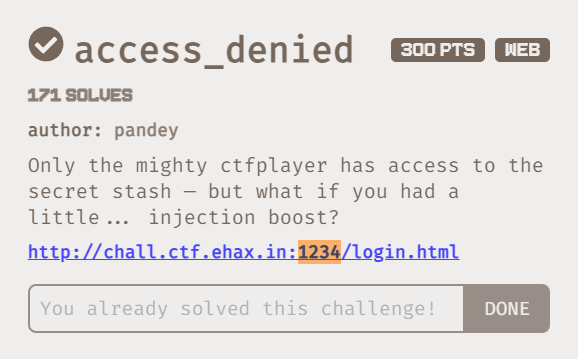 access_denied 300 PTS WEB
171 SOLVES
author: pandey
Only the mighty ctfplayer has access to the
secret stash — but what if you had a
little... injection boost?
http://chall.ctf.ehax.in:1234/login.html
You already solved this challenge! DONE